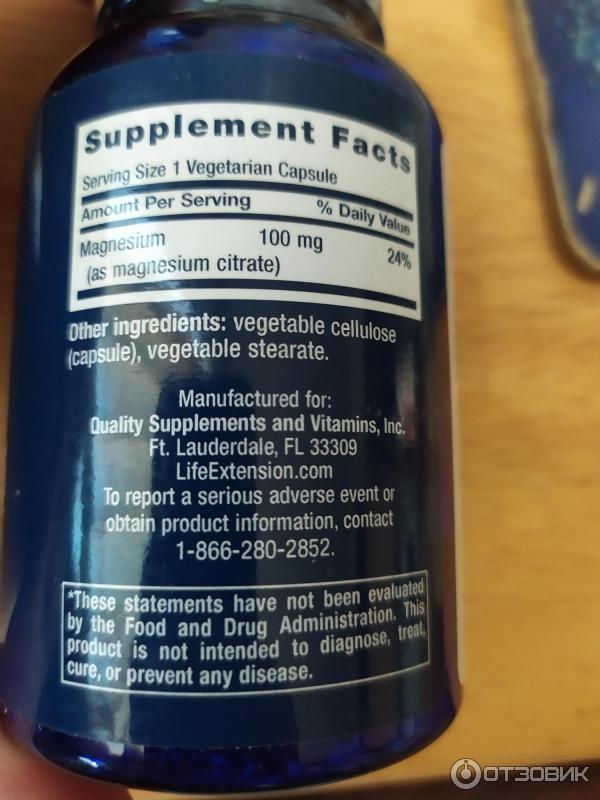 Supplement Facts
Serving Size 1 Vegetarian Capsule
Amount Per Serving % Daily Value
Magnesium 100 mg 24%
(as magnesium citrate)
Other ingredients: vegetable cellulose
(capsule), vegetable stearate.
Manufactured for:
Quality Supplements and Vitamins, Inc.
Ft. Lauderdale, FL 33309
LifeExtension.com
To report a serious adverse event or
obtain product information, contact
1-866-280-2852.
*These statements have not been evaluated
by the Food and Drug Administration. This
product is not intended to diagnose, treat,
cure, or prevent any disease.
ОТЗОВИК